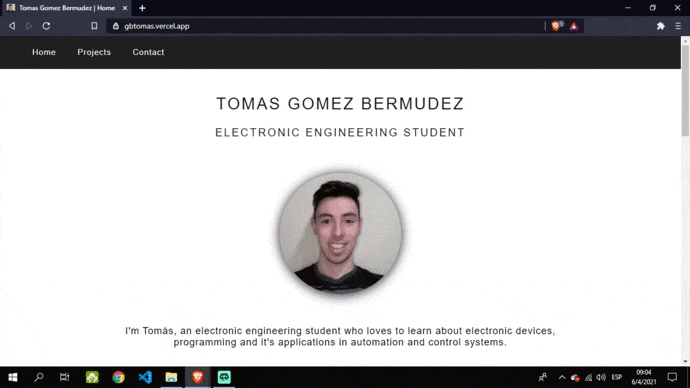 Tomas Gomez Bermudez | Home
gbtomas.vercel.app
Home Projects Contact
TOMAS GOMEZ BERMUDEZ
ELECTRONIC ENGINEERING STUDENT
I'm Tomás, an electronic engineering student who loves to learn about electronic devices,
programming and it's applications in automation and control systems.
ESP
09:04
6/4/2021